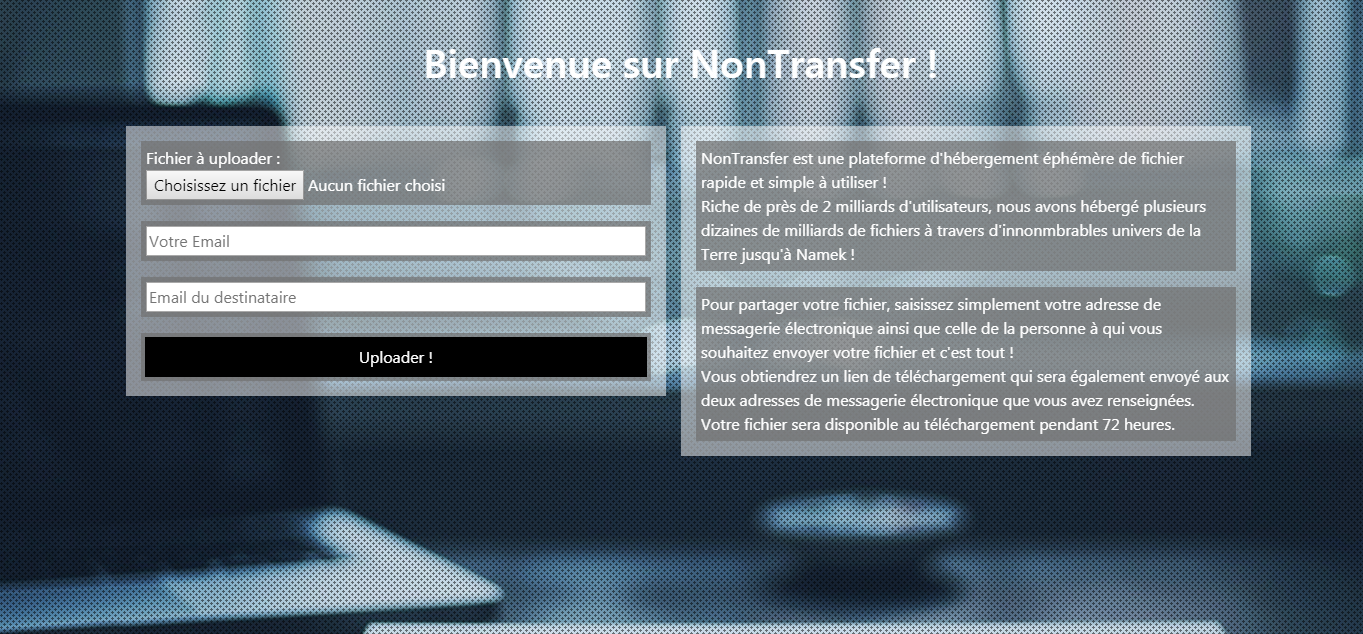 Bienvenue sur NonTransfer !
Fichier à uploader :
Choisissez un fichier Aucun fichier choisi
Votre Email
Email du destinataire
Uploader !
NonTransfer est une plateforme d'hébergement éphémère de fichier
rapide et simple à utiliser !
Riche de près de 2 milliards d'utilisateurs, nous avons hébergé plusieurs
dizaines de milliards de fichiers à travers d'innonmbrables univers de la
Terre jusqu'à Namek !
Pour partager votre fichier, saisissez simplement votre adresse de
messagerie électronique ainsi que celle de la personne à qui vous
souhaitez envoyer votre fichier et c'est tout !
Vous obtiendrez un lien de téléchargement qui sera également envoyé aux
deux adresses de messagerie électronique que vous avez renseignées.
Votre fichier sera disponible au téléchargement pendant 72 heures.